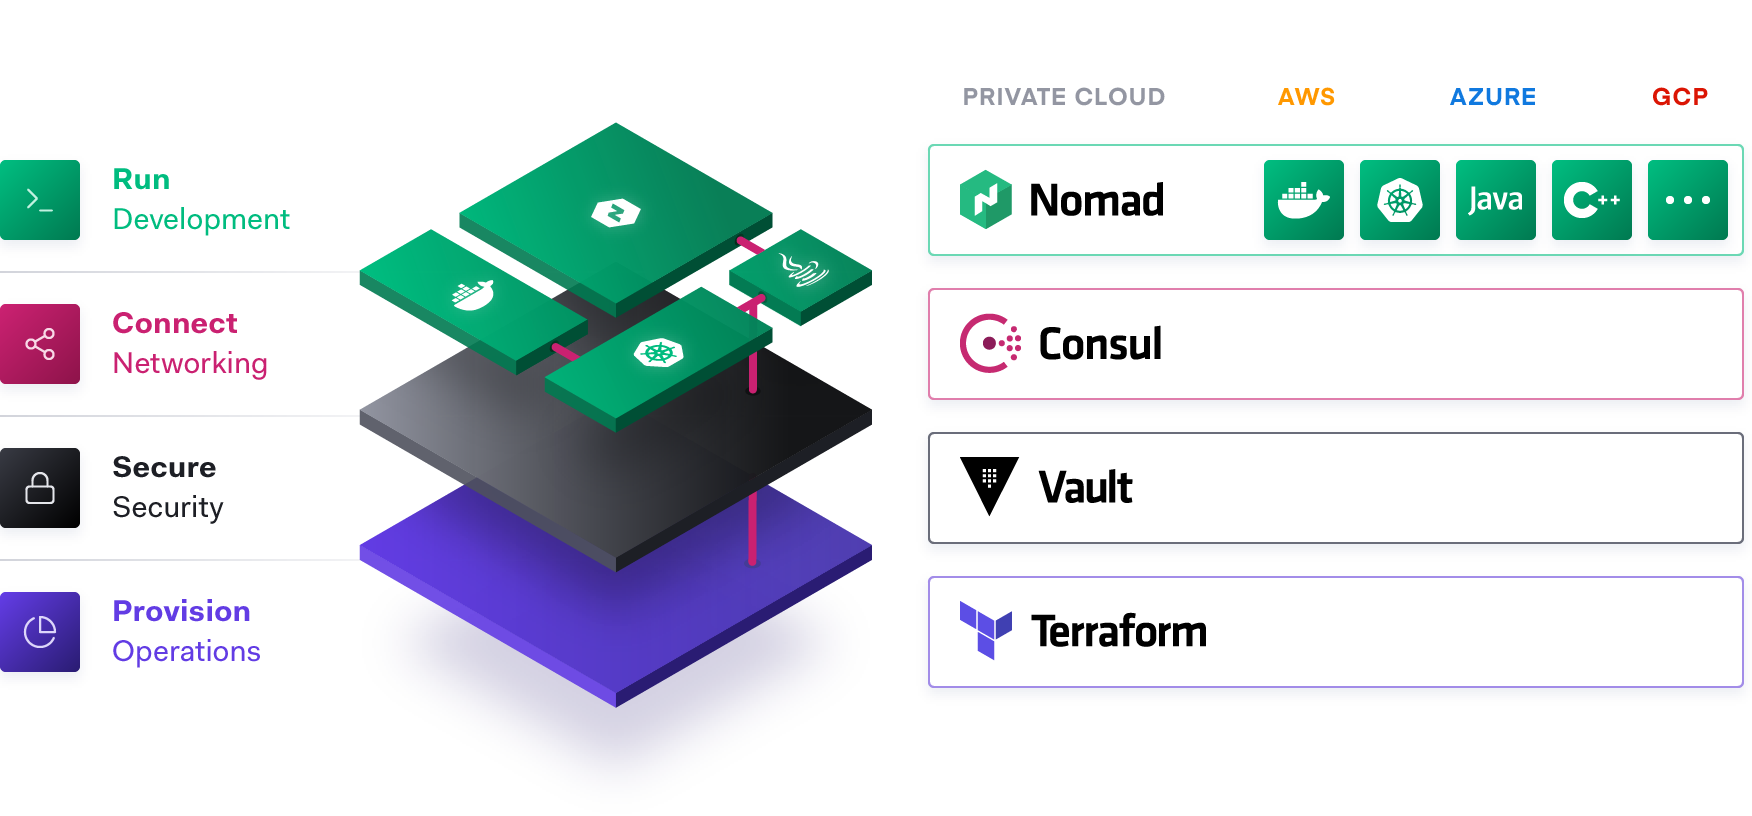 PRIVATE CLOUD AWS AZURE GCP
Run
Development
Nomad Java C++
Connect
Networking
Consul
Secure
Security
Vault
Provision
Operations
Terraform